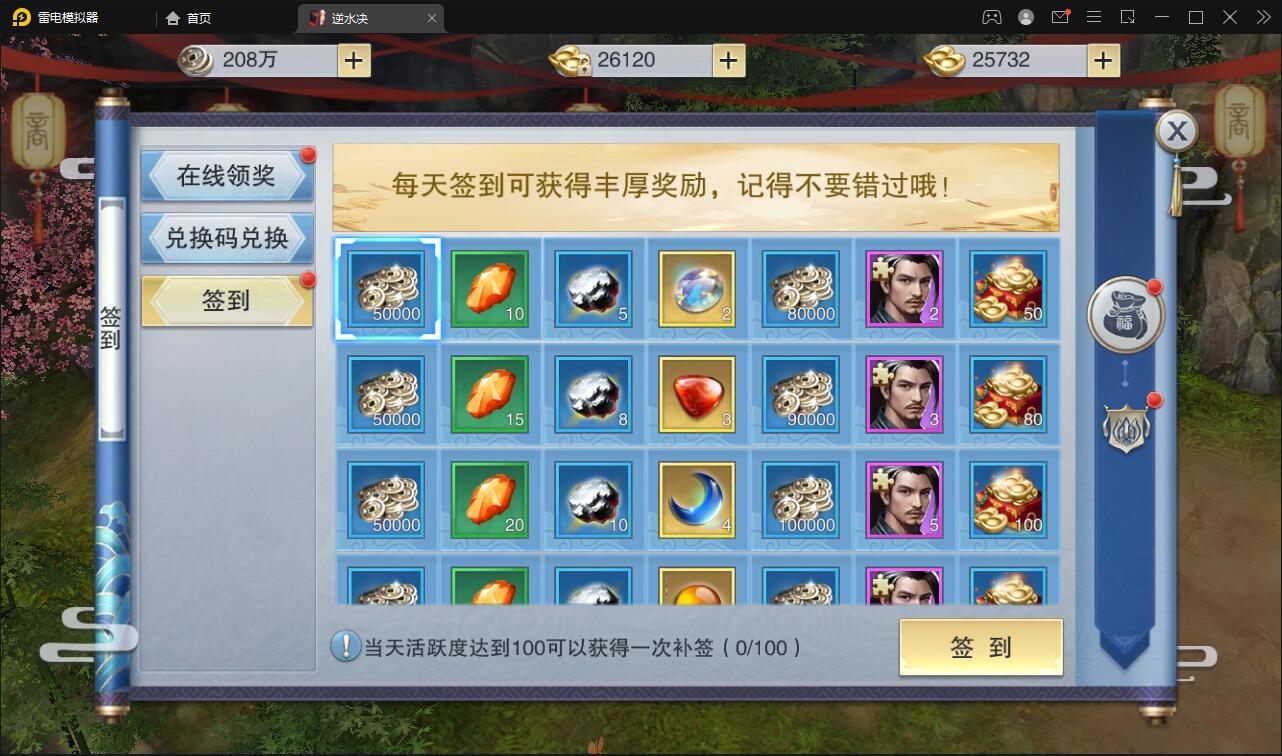 雷电模拟器
首页
逆水决
208万
26120
25732
商
商
在线领奖
兑换码兑换
签到
签到
每天签到可获得丰厚奖励，记得不要错过哦！
50000
10
5
2
80000
2
50
50000
15
8
3
90000
3
80
50000
20
10
4
100000
5
100
福
当天活跃度达到100可以获得一次补签（0/100）
签到